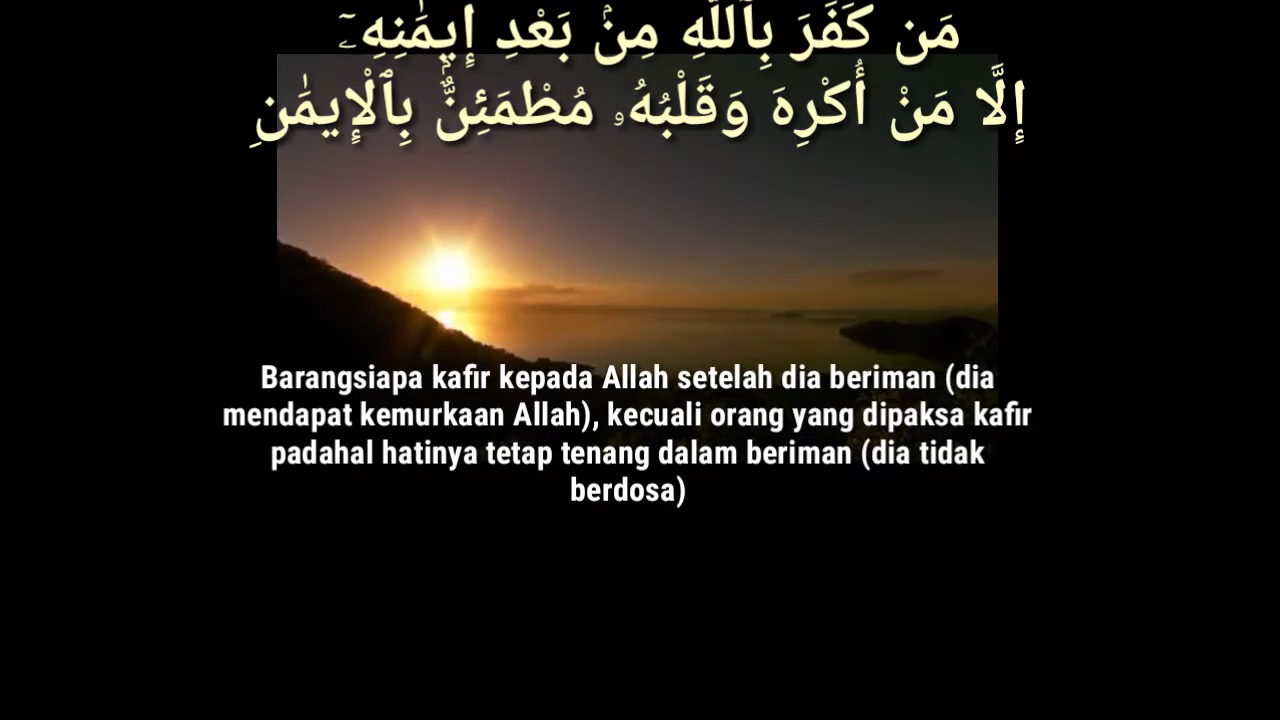 مَن كَفَرَ بِٱللَّهِ مِنۢ بَعْدِ إِيمَٰنِهِۦٓ
إِلَّا مَنْ أُكْرِهَ وَقَلْبُهُۥ مُطْمَئِنٌّۢ بِٱلْإِيمَٰنِ
Barangsiapa kafir kepada Allah setelah dia beriman (dia
mendapat kemurkaan Allah), kecuali orang yang dipaksa kafir
padahal hatinya tetap tenang dalam beriman (dia tidak
berdosa)